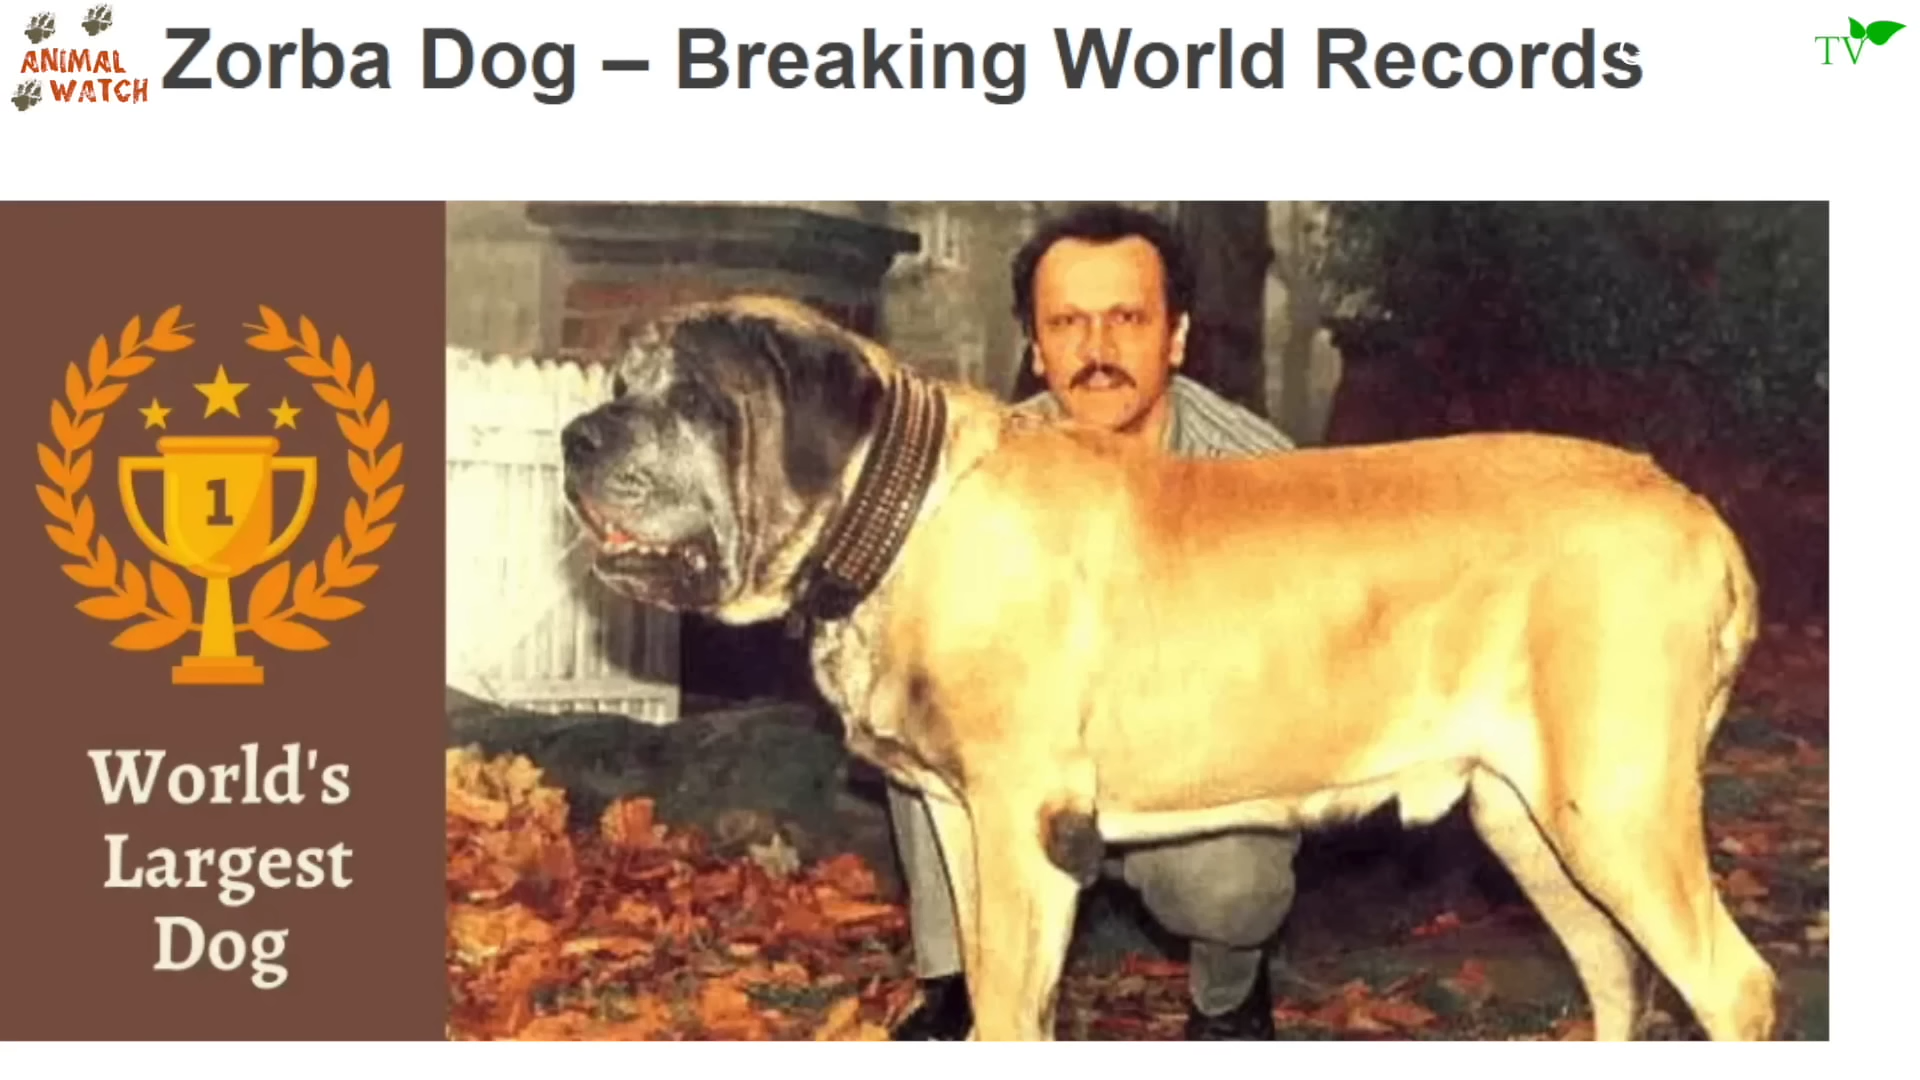 ANIMAL
WATCH
Zorba Dog – Breaking World Records
TV
1
World's
Largest
Dog